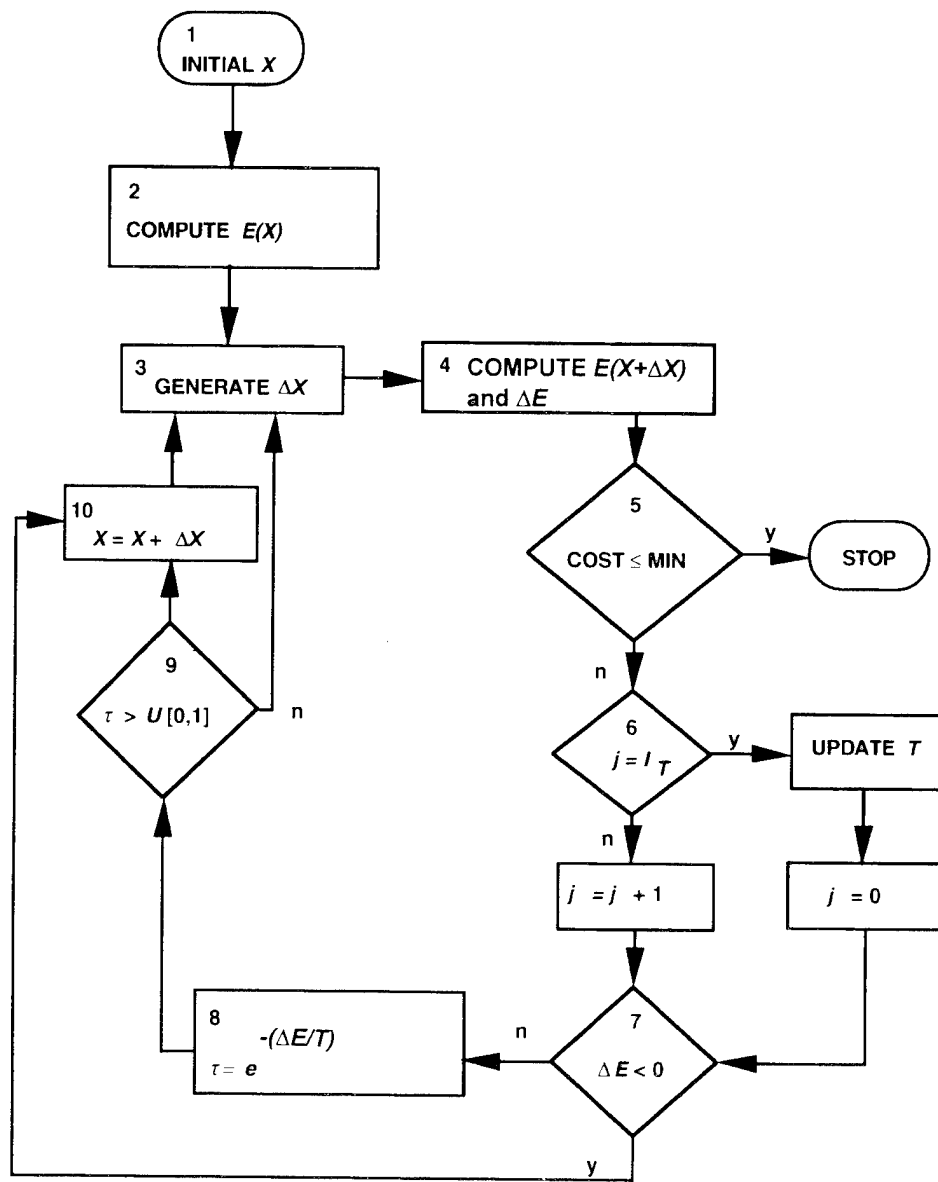 1
INITIAL X
2
COMPUTE E(X)
3
GENERATE ΔX
4 COMPUTE E(X+ΔX)
and ΔE
5
COST ≤ MIN
y
STOP
n
6
j = I T
y
UPDATE T
n
j = j + 1
j = 0
7
ΔE < 0
n
y
8
-(ΔE/T)
τ = e
9
τ > U [0,1]
n
10
X = X + ΔX